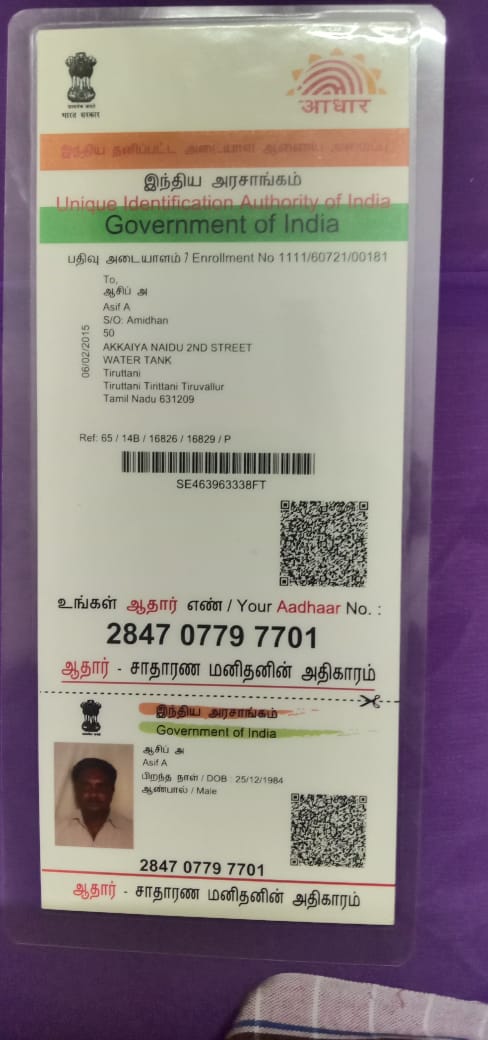 भारत सरकार
आधार
இந்திய தனிப்பட்ட அடையாள ஆணைய அமைப்பு
இந்திய அரசாங்கம்
Unique Identification Authority of India
Government of India
பதிவு அடையாளம் / Enrollment No 1111/60721/00181
To,
ஆசிப் அ
Asif A
S/O: Amidhan
50
AKKAIYA NAIDU 2ND STREET
WATER TANK
Tiruttani
Tiruttani Tirittani Tiruvallur
Tamil Nadu 631209
06/02/2015
Ref: 65 / 14B / 16826 / 16829 / P
SE463963338FT
உங்கள் ஆதார் எண் / Your Aadhaar No. :
2847 0779 7701
ஆதார் - சாதாரண மனிதனின் அதிகாரம்
இந்திய அரசாங்கம்
Government of India
ஆசிப் அ
Asif A
பிறந்த நாள் / DOB : 25/12/1984
ஆண்பால் / Male
2847 0779 7701
ஆதார் - சாதாரண மனிதனின் அதிகாரம்